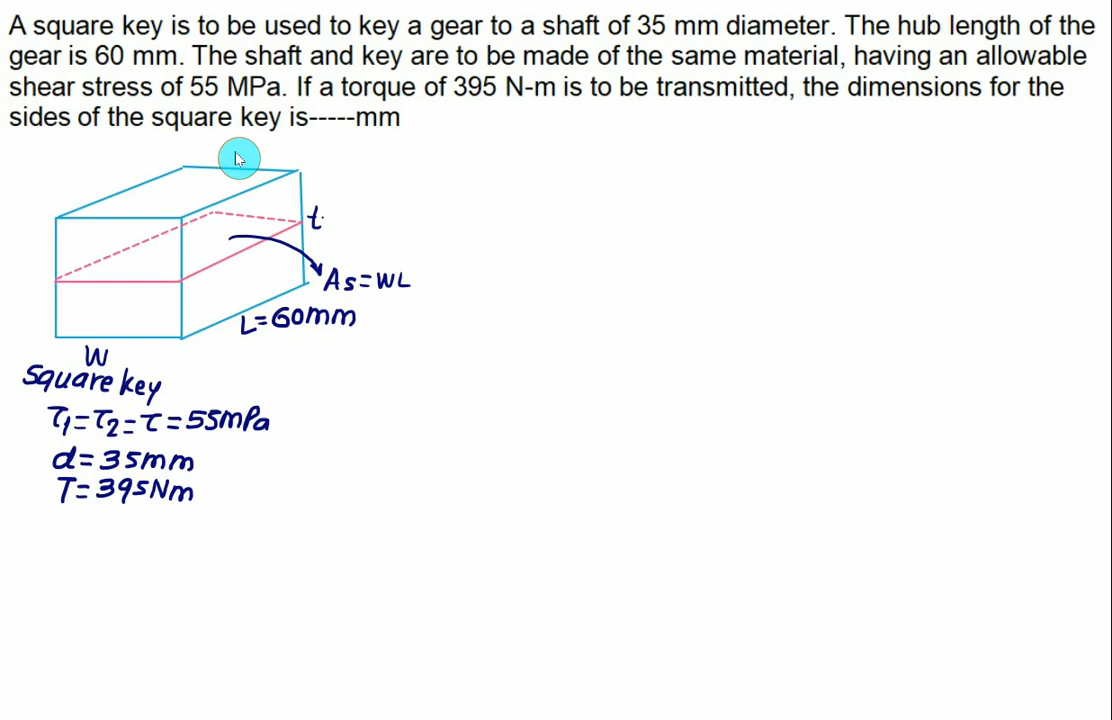 A square key is to be used to key a gear to a shaft of 35 mm diameter. The hub length of the
gear is 60 mm. The shaft and key are to be made of the same material, having an allowable
shear stress of 55 MPa. If a torque of 395 N-m is to be transmitted, the dimensions for the
sides of the square key is-----mm
t
As=WL
L=60mm
W
Square key
τ1=τ2=τ=55mPa
d=35mm
T=395Nm